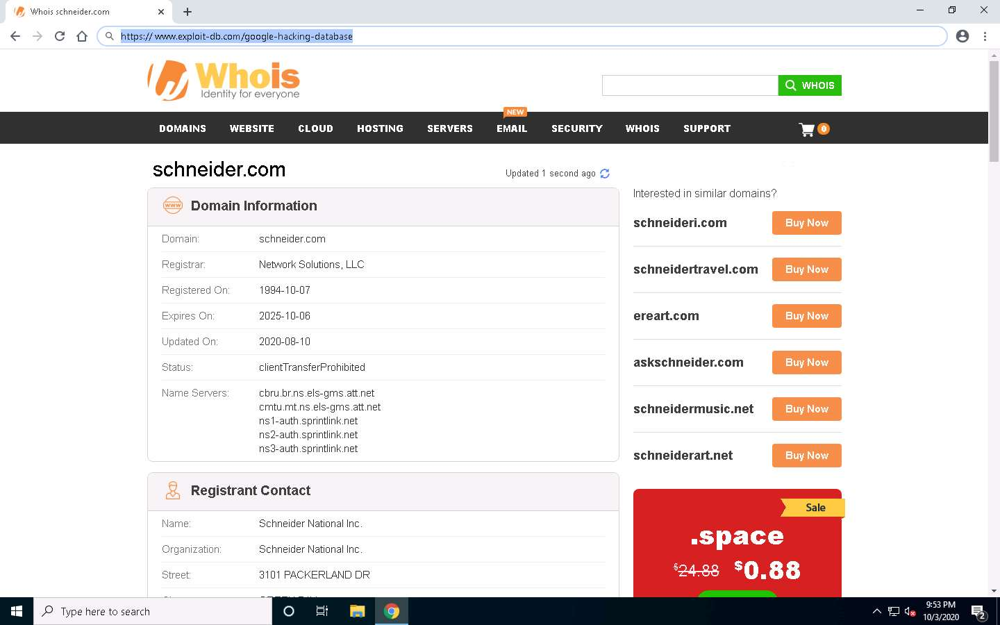 Whois schneider.com
https:// www.exploit-db.com/google-hacking-database
Whois
Identity for everyone
WHOIS
NEW
DOMAINS WEBSITE CLOUD HOSTING SERVERS EMAIL SECURITY WHOIS SUPPORT 0
schneider.com
Updated 1 second ago
www Domain Information
Domain: schneider.com
Registrar: Network Solutions, LLC
Registered On: 1994-10-07
Expires On: 2025-10-06
Updated On: 2020-08-10
Status: clientTransferProhibited
Name Servers: cbru.br.ns.els-gms.att.net
cmtu.mt.ns.els-gms.att.net
ns1-auth.sprintlink.net
ns2-auth.sprintlink.net
ns3-auth.sprintlink.net
Registrant Contact
Name: Schneider National Inc.
Organization: Schneider National Inc.
Street: 3101 PACKERLAND DR
Interested in similar domains?
schneideri.com Buy Now
schneidertravel.com Buy Now
ereart.com Buy Now
askschneider.com Buy Now
schneidermusic.net Buy Now
schneiderart.net Buy Now
Sale
.space
$24.88 $0.88
Type here to search
9:53 PM
10/3/2020
2